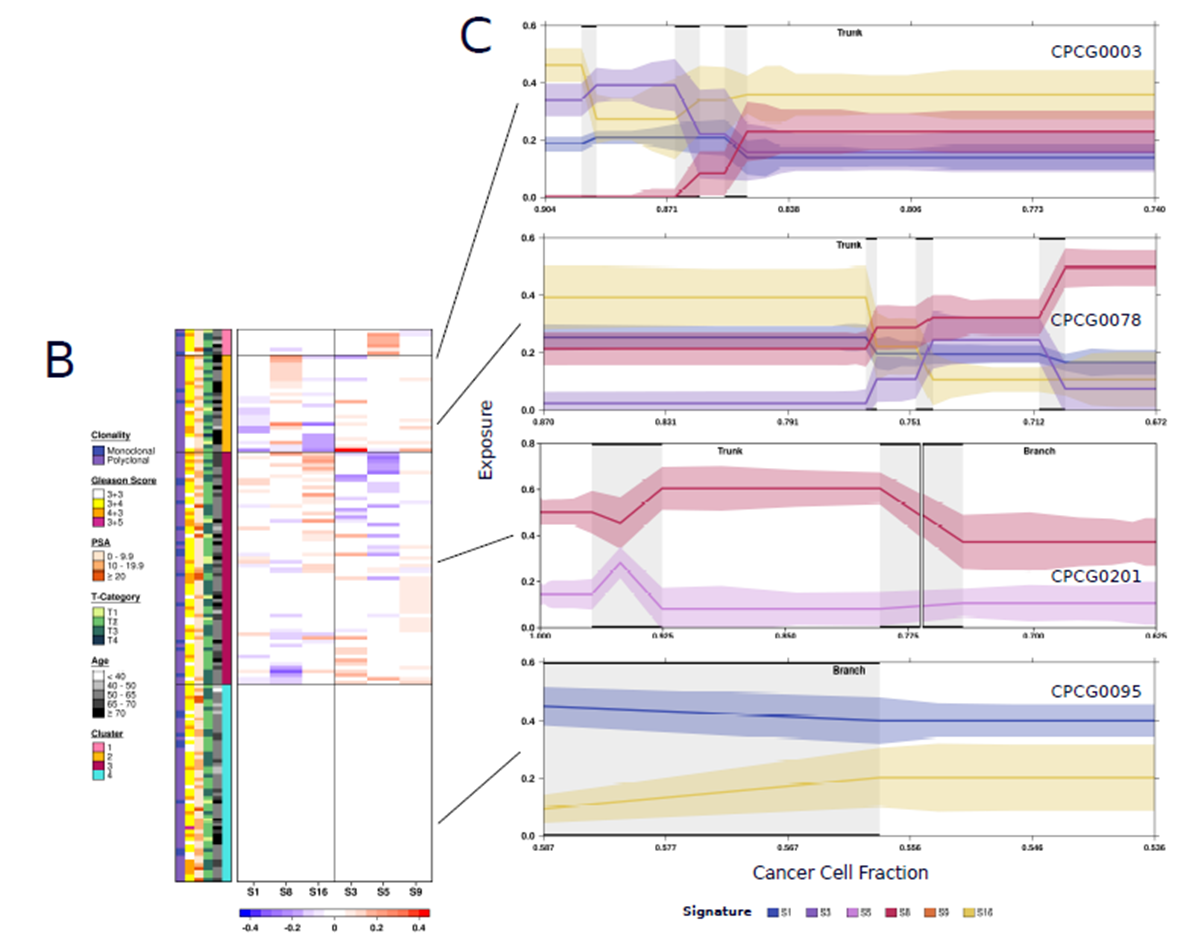 C
Trunk
CPCG0003
0.6
0.4
0.2
0.0
0.904
0.871
0.838
0.806
0.773
0.740
Trunk
CPCG0078
0.6
0.4
0.2
0.0
0.870
0.831
0.791
0.751
0.712
0.672
Exposure
Trunk
Branch
CPCG0201
0.8
0.6
0.4
0.2
0.0
1.000
0.925
0.850
0.775
0.700
0.625
Branch
CPCG0095
0.6
0.4
0.2
0.0
0.587
0.577
0.567
0.556
0.546
0.536
Cancer Cell Fraction
Signature S1 S3 S5 S8 S9 S16
B
Clonality
Monoclonal
Polyclonal
Gleason Score
3+3
3+4
4+3
3+5
PSA
0 - 9.9
10 - 19.9
≥ 20
T-Category
T1
T2
T3
T4
Age
< 40
40 - 50
50 - 65
65 - 70
≥ 70
Cluster
1
2
3
4
S1 S8 S16 S3 S5 S9
-0.4 -0.2 0 0.2 0.4